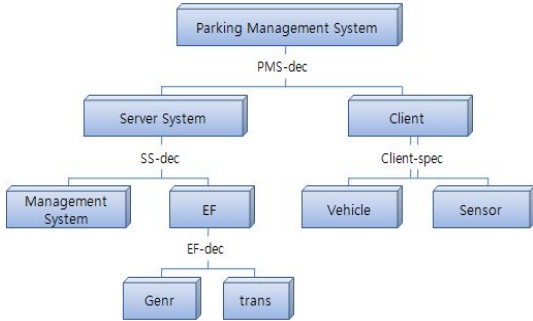 Parking Management System
PMS-dec
Server System
Client
SS-dec
Client-spec
Management
System
EF
Vehicle
Sensor
EF-dec
Genr
trans